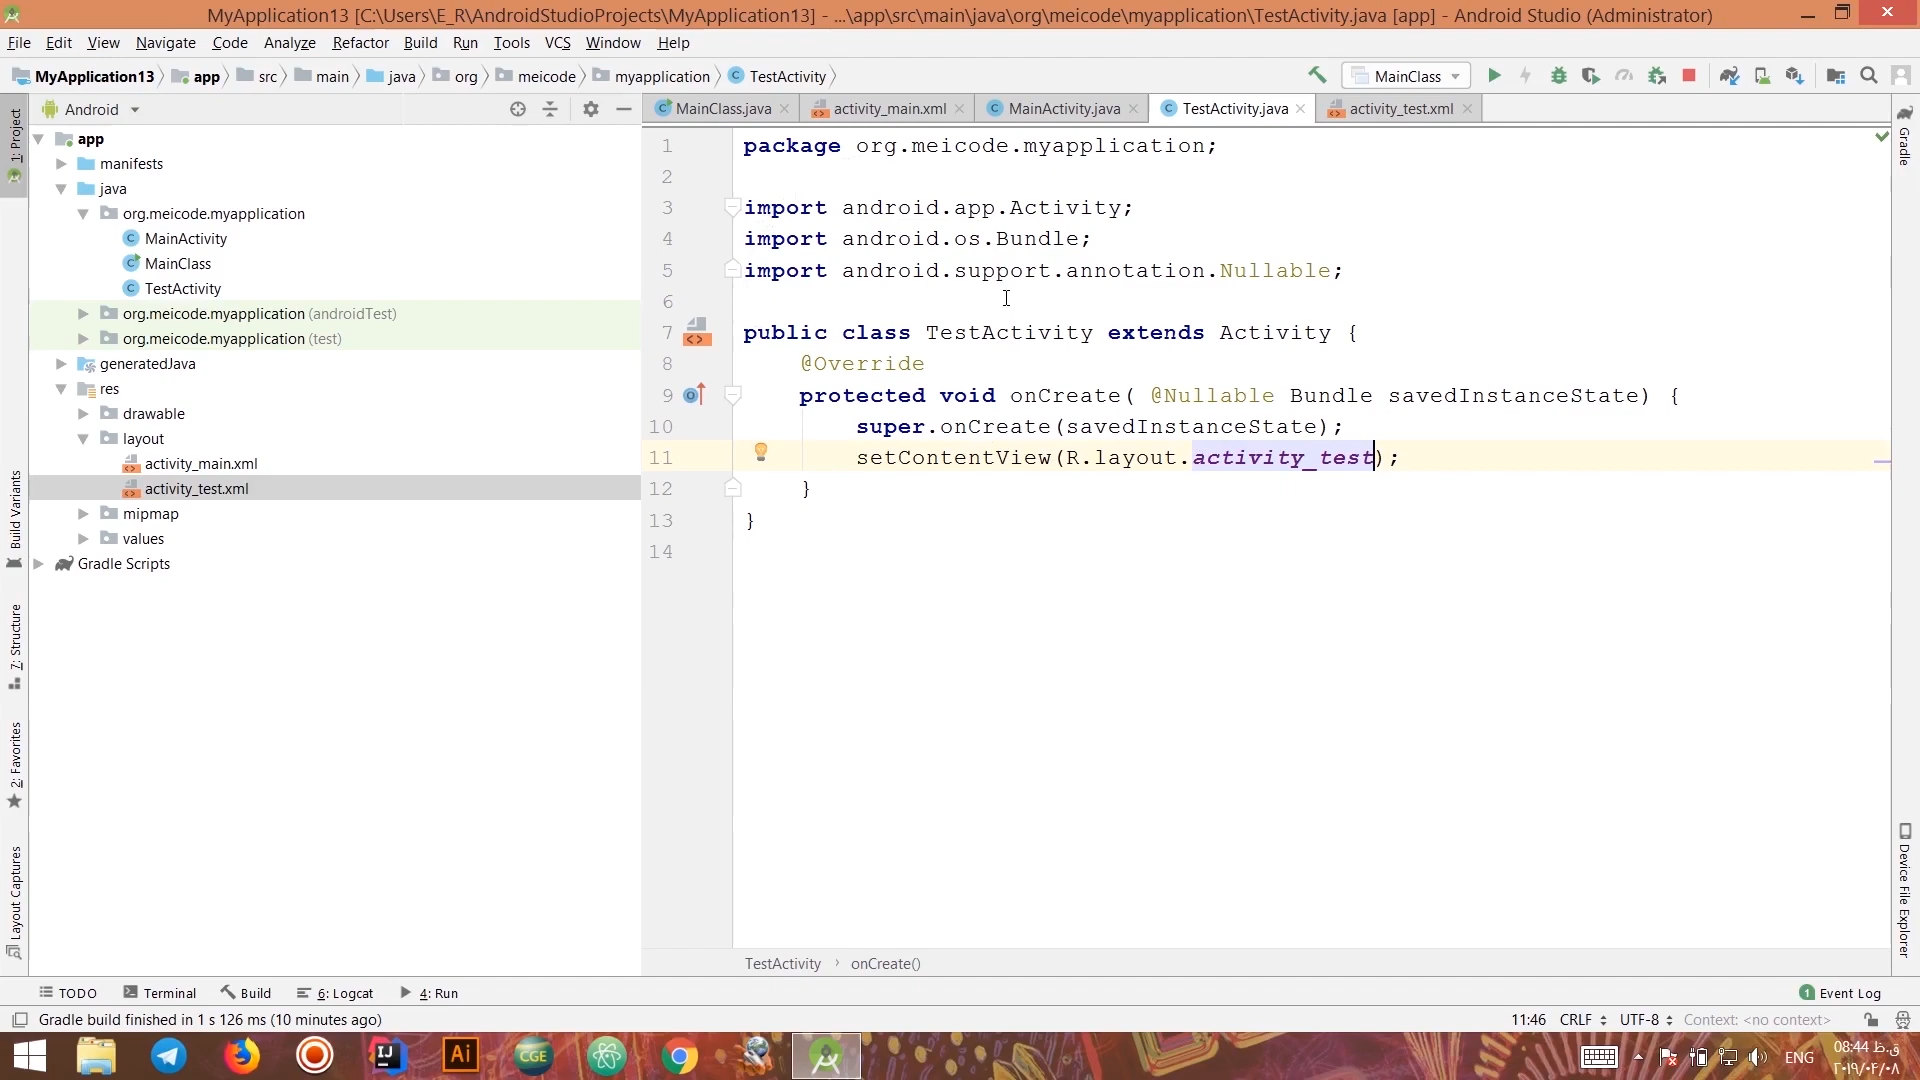 MyApplication13 [C:\Users\E_R\AndroidStudioProjects\MyApplication13] - ...\app\src\main\java\org\meicode\myapplication\TestActivity.java [app] - Android Studio (Administrator)
File Edit View Navigate Code Analyze Refactor Build Run Tools VCS Window Help
MyApplication13 app src main java org meicode myapplication TestActivity MainClass
Android
MainClass.java activity_main.xml MainActivity.java TestActivity.java activity_test.xml
1: Project
Build Variants
7: Structure
2: Favorites
Layout Captures
app
manifests
java
org.meicode.myapplication
MainActivity
MainClass
TestActivity
org.meicode.myapplication (androidTest)
org.meicode.myapplication (test)
generatedJava
res
drawable
layout
activity_main.xml
activity_test.xml
mipmap
values
Gradle Scripts
1 package org.meicode.myapplication;
2
3 import android.app.Activity;
4 import android.os.Bundle;
5 import android.support.annotation.Nullable;
6
7 public class TestActivity extends Activity {
8 @Override
9 protected void onCreate( @Nullable Bundle savedInstanceState) {
10 super.onCreate(savedInstanceState);
11 setContentView(R.layout.activity_test);
12 }
13 }
14
Gradle
Device File Explorer
TestActivity onCreate()
TODO Terminal Build 6: Logcat 4: Run 1 Event Log
Gradle build finished in 1 s 126 ms (10 minutes ago) 11:46 CRLF UTF-8 Context: <no context>
IJ Ai CGE ENG 08:44 ق.ظ
٢٠١٩/٠٢/٠٨